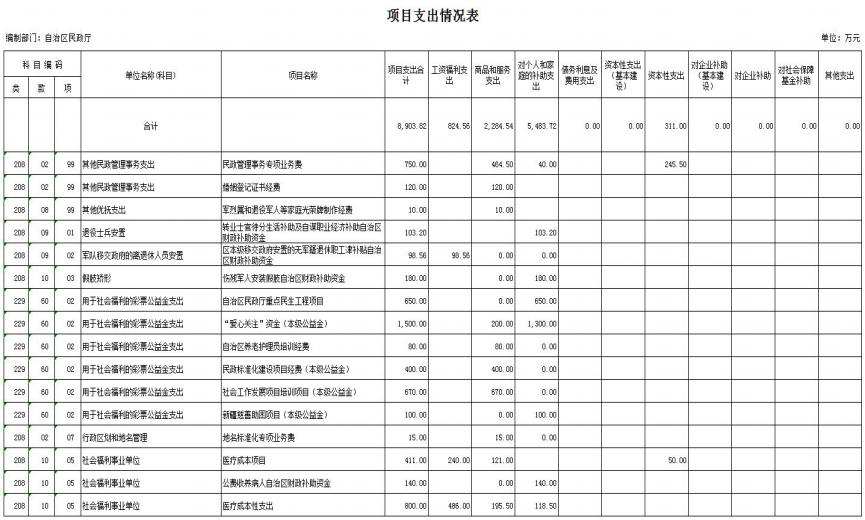 项目支出情况表
编制部门：自治区民政厅 单位：万元
科目编码 单位名称(科目) 项目名称 项目支出合计 工资福利支出 商品和服务支出 对个人和家庭的补助支出 债务利息及费用支出 资本性支出（基本建设） 资本性支出 对企业补助（基本建设） 对企业补助 对社会保障基金补助 其他支出
类 款 项
合计 8,903.82 824.56 2,284.54 5,483.72 0.00 0.00 311.00 0.00 0.00 0.00 0.00
208 02 99 其他民政管理事务支出 民政管理事务专项业务费 750.00 464.50 40.00 245.50
208 02 99 其他民政管理事务支出 婚姻登记证书经费 120.00 120.00
208 08 99 其他优抚支出 军烈属和退役军人等家庭光荣牌制作经费 10.00 10.00
208 09 01 退役士兵安置 转业士官待分生活补助及自谋职业经济补助自治区财政补助资金 103.20 103.20
208 09 02 军队移交政府的离退休人员安置 区本级移交政府安置的无军籍退休职工津补贴自治区财政补助资金 98.56 98.56 0.00 0.00
208 10 03 假肢矫形 伤残军人安装假肢自治区财政补助资金 180.00 0.00 180.00
229 60 02 用于社会福利的彩票公益金支出 自治区民政厅重点民生工程项目 650.00 0.00 650.00
229 60 02 用于社会福利的彩票公益金支出 “爱心关注”资金（本级公益金） 1,500.00 200.00 1,300.00
229 60 02 用于社会福利的彩票公益金支出 自治区养老护理员培训经费 80.00 80.00 0.00
229 60 02 用于社会福利的彩票公益金支出 民政标准化建设项目经费（本级公益金） 400.00 400.00 0.00
229 60 02 用于社会福利的彩票公益金支出 社会工作发展项目培训项目（本级公益金） 670.00 670.00 0.00
229 60 02 用于社会福利的彩票公益金支出 新疆慈善助困项目（本级公益金） 100.00 0.00 100.00
208 02 07 行政区划和地名管理 地名标准化专项业务费 15.00 15.00 0.00
208 10 05 社会福利事业单位 医疗成本项目 411.00 240.00 121.00 50.00
208 10 05 社会福利事业单位 公费收养病人自治区财政补助资金 140.00 0.00 140.00
208 10 05 社会福利事业单位 医疗成本性支出 800.00 486.00 195.50 118.50